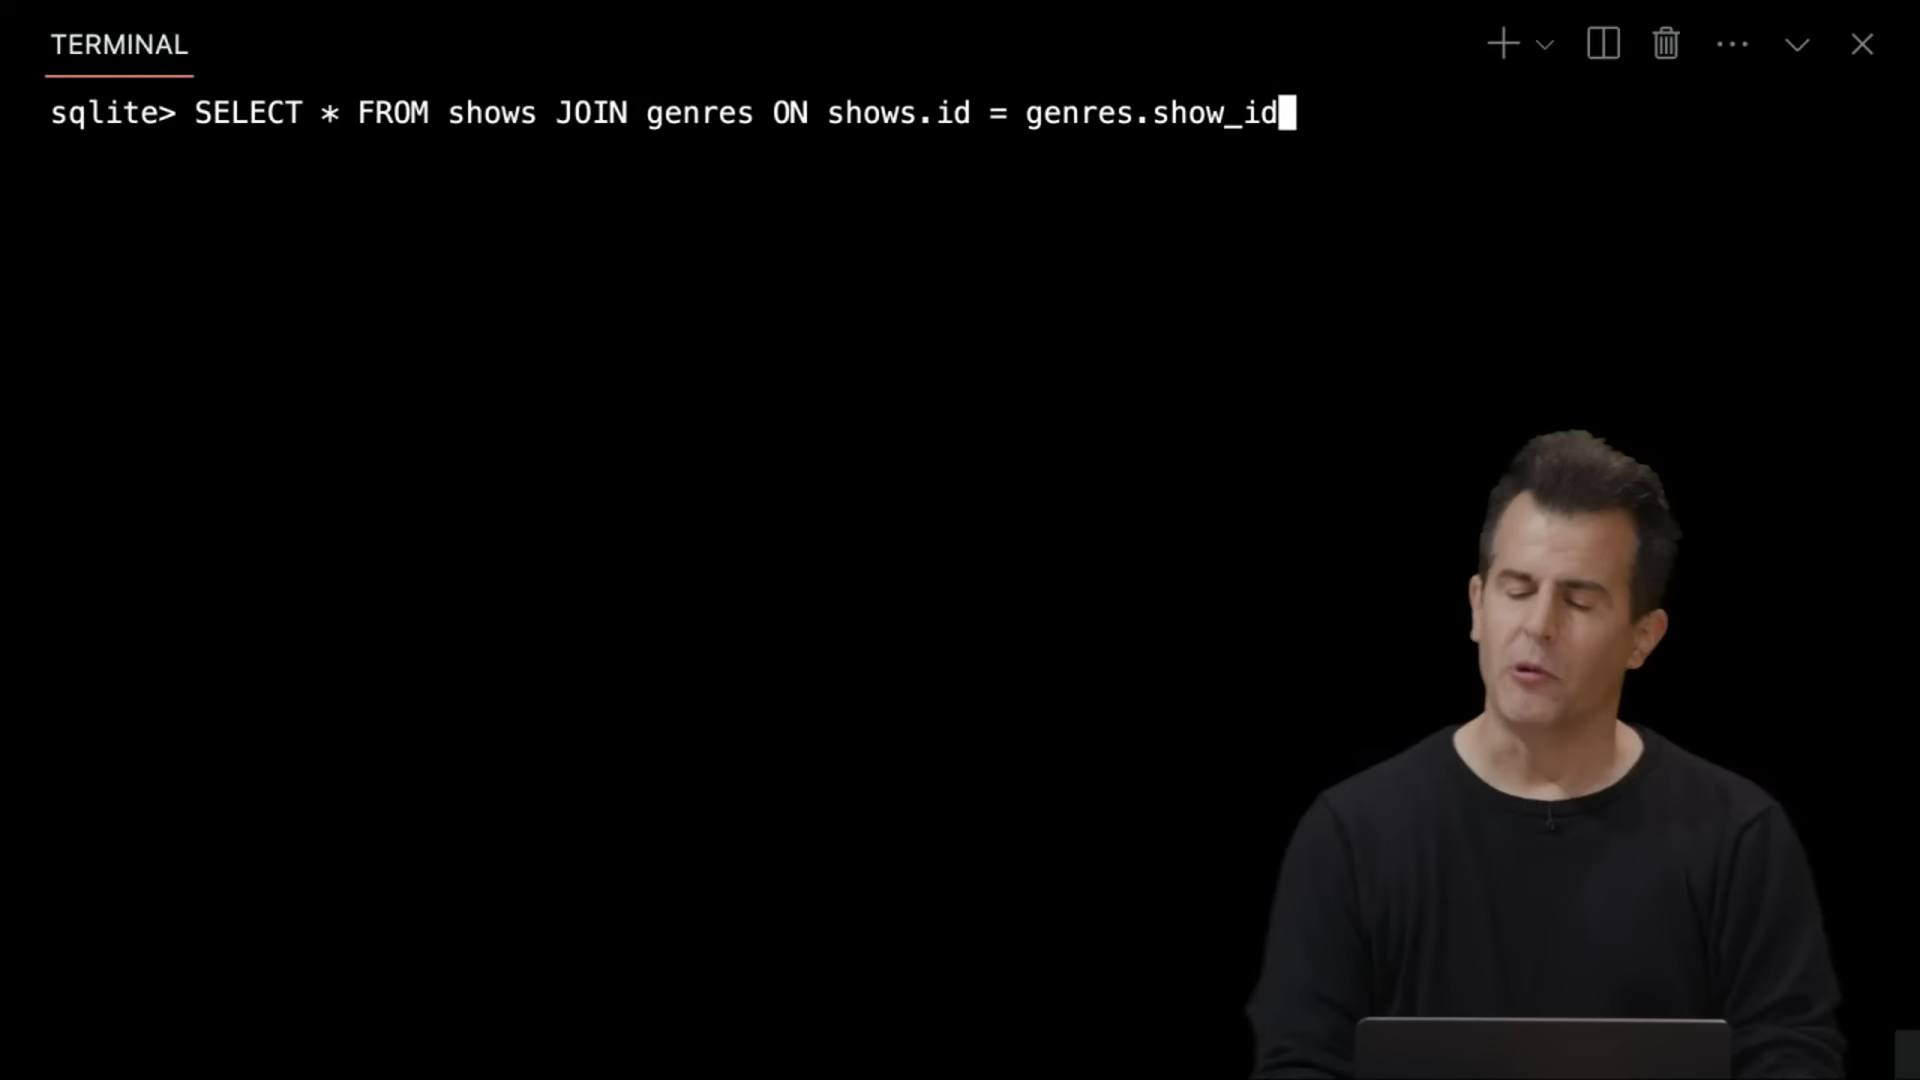 TERMINAL
sqlite> SELECT * FROM shows JOIN genres ON shows.id = genres.show_id